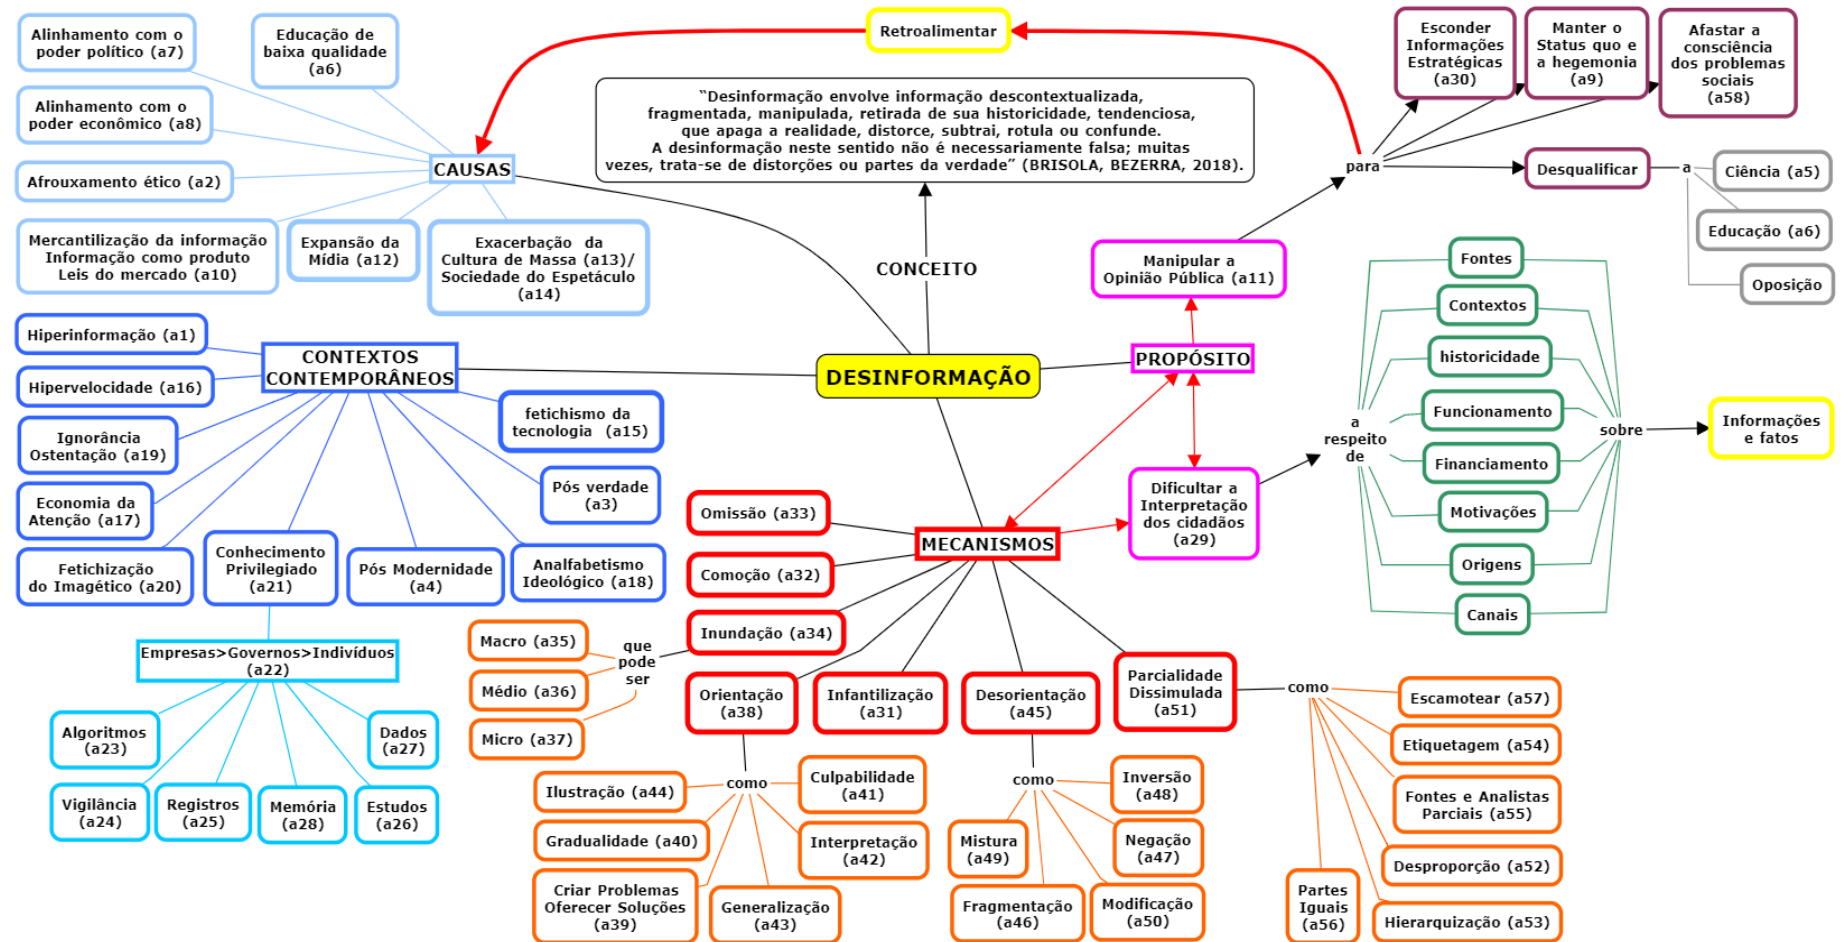 Retroalimentar
Alinhamento com o
poder político (a7)
Educação de
baixa qualidade
(a6)
Alinhamento com o
poder econômico (a8)
Afrouxamento ético (a2)
CAUSAS
Mercantilização da informação
Informação como produto
Leis do mercado (a10)
Expansão da
Mídia (a12)
Exacerbação da
Cultura de Massa (a13)/
Sociedade do Espetáculo
(a14)
“Desinformação envolve informação descontextualizada,
fragmentada, manipulada, retirada de sua historicidade, tendenciosa,
que apaga a realidade, distorce, subtrai, rotula ou confunde.
A desinformação neste sentido não é necessariamente falsa; muitas
vezes, trata-se de distorções ou partes da verdade” (BRISOLA, BEZERRA, 2018).
CONCEITO
Esconder
Informações
Estratégicas
(a30)
Manter o
Status quo e
a hegemonia
(a9)
Afastar a
consciência
dos problemas
sociais
(a58)
para
Desqualificar
a
Ciência (a5)
Educação (a6)
Oposição
Manipular a
Opinião Pública (a11)
PROPÓSITO
DESINFORMAÇÃO
Hiperinformação (a1)
CONTEXTOS
CONTEMPORÂNEOS
Hipervelocidade (a16)
Ignorância
Ostentação (a19)
fetichismo da
tecnologia (a15)
Economia da
Atenção (a17)
Pós verdade
(a3)
Fetichização
do Imagético (a20)
Conhecimento
Privilegiado
(a21)
Pós Modernidade
(a4)
Analfabetismo
Ideológico (a18)
Empresas>Governos>Indivíduos
(a22)
Algoritmos
(a23)
Dados
(a27)
Vigilância
(a24)
Registros
(a25)
Memória
(a28)
Estudos
(a26)
Dificultar a
Interpretação
dos cidadãos
(a29)
a
respeito
de
Fontes
Contextos
historicidade
Funcionamento
Financiamento
Motivações
Origens
Canais
sobre
Informações
e fatos
MECANISMOS
Omissão (a33)
Comoção (a32)
Inundação (a34)
que
pode
ser
Macro (a35)
Médio (a36)
Micro (a37)
Orientação
(a38)
Infantilização
(a31)
Desorientação
(a45)
Parcialidade
Dissimulada
(a51)
como
Ilustração (a44)
Culpabilidade
(a41)
Gradualidade (a40)
Interpretação
(a42)
Criar Problemas
Oferecer Soluções
(a39)
Generalização
(a43)
como
Inversão
(a48)
Mistura
(a49)
Negação
(a47)
Fragmentação
(a46)
Modificação
(a50)
como
Escamotear (a57)
Etiquetagem (a54)
Fontes e Analistas
Parciais (a55)
Desproporção (a52)
Partes
Iguais
(a56)
Hierarquização (a53)